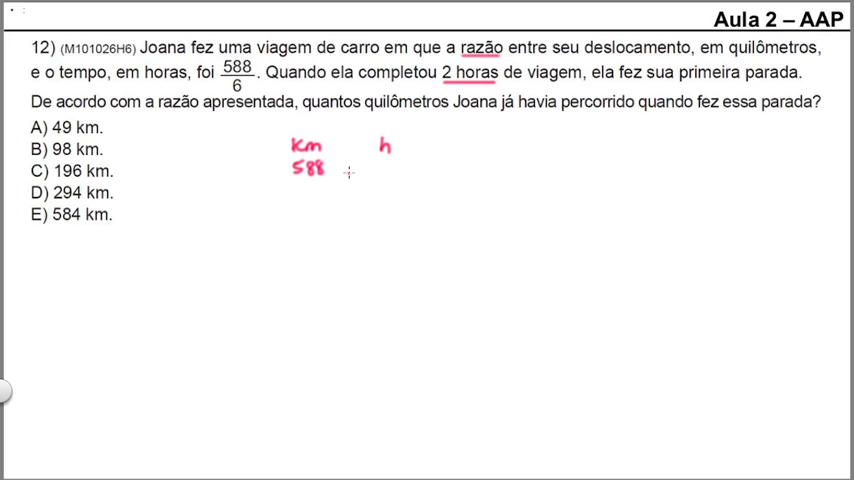 Aula 2 – AAP
12) (M101026H6) Joana fez uma viagem de carro em que a razão entre seu deslocamento, em quilômetros,
e o tempo, em horas, foi 588/6. Quando ela completou 2 horas de viagem, ela fez sua primeira parada.
De acordo com a razão apresentada, quantos quilômetros Joana já havia percorrido quando fez essa parada?
A) 49 km.
B) 98 km.
C) 196 km.
D) 294 km.
E) 584 km.
km h
588